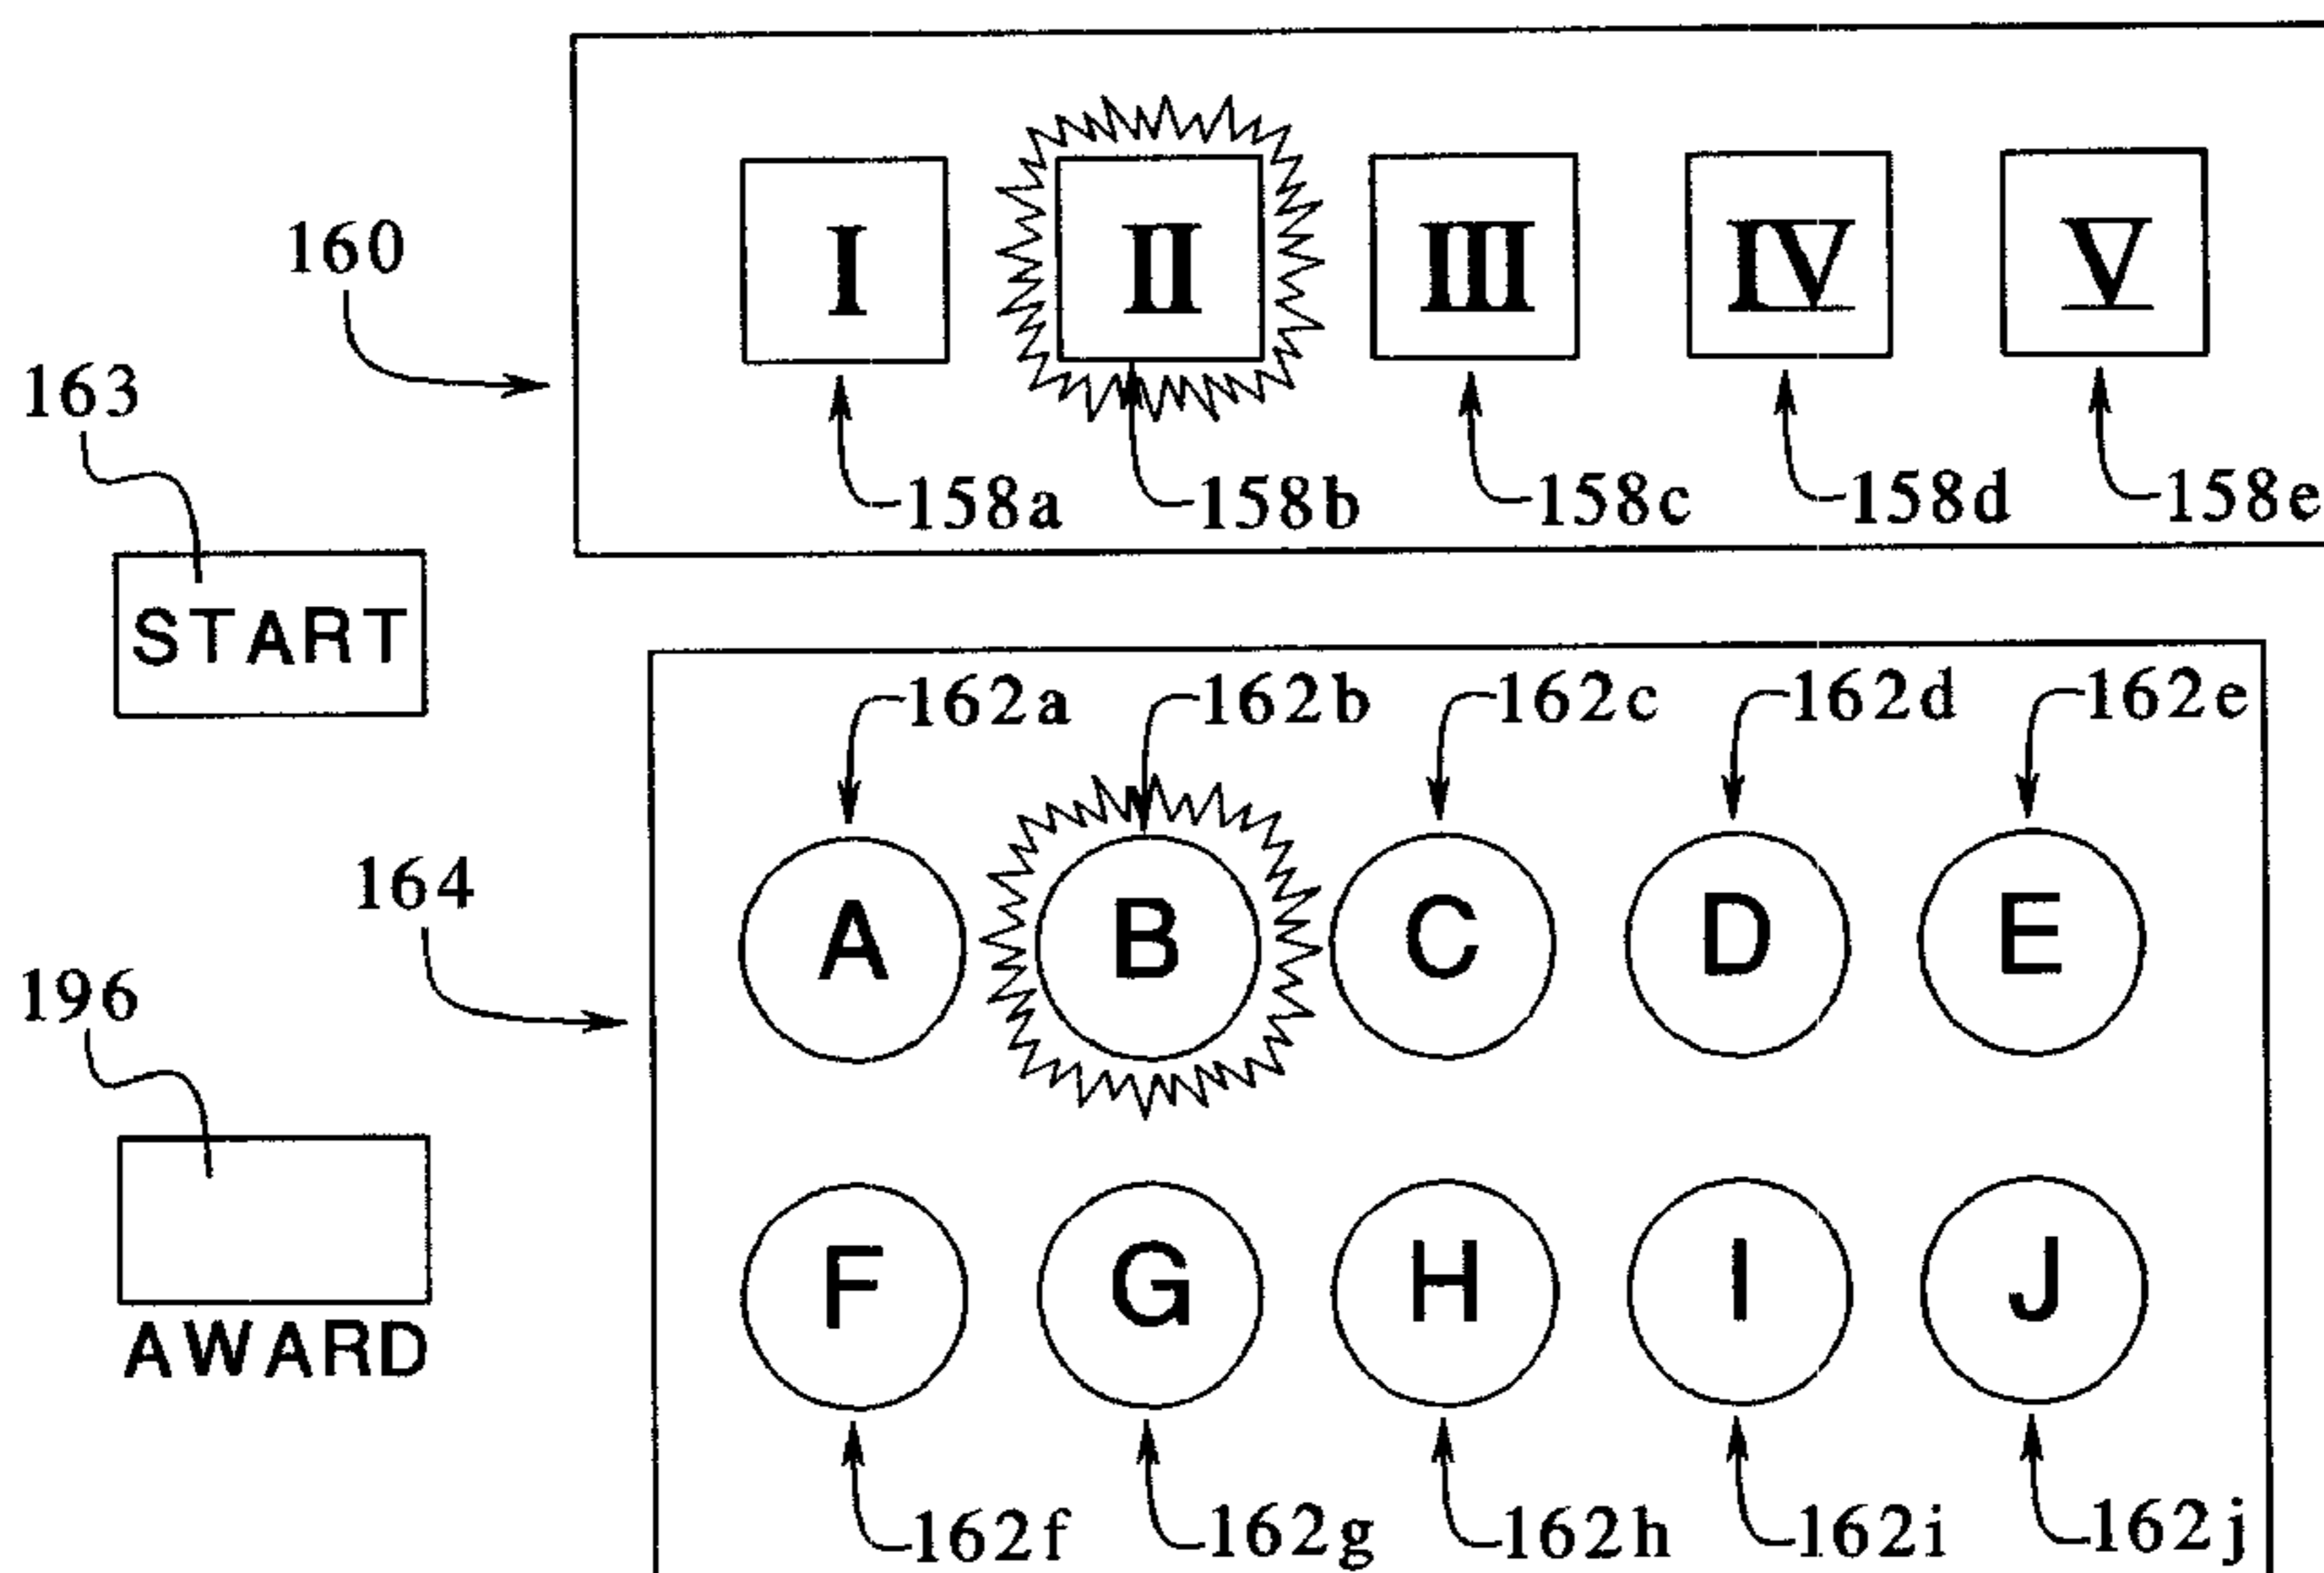 160
I II III IV V
158a 158b 158c 158d 158e
163
START
162a 162b 162c 162d 162e
164
A B C D E
196
AWARD
F G H I J
162f 162g 162h 162i 162j